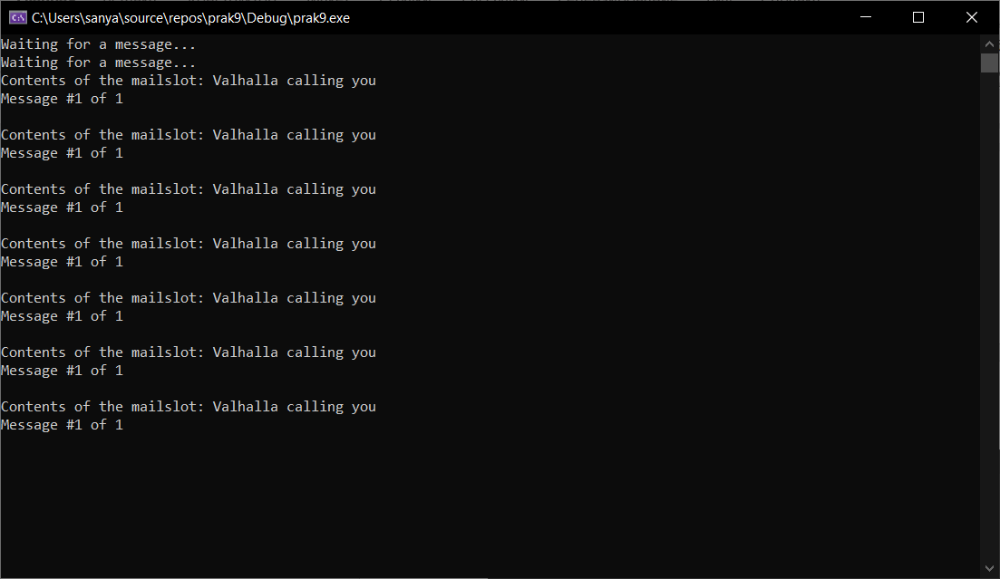 C:\Users\sanya\source\repos\prak9\Debug\prak9.exe
Waiting for a message...
Waiting for a message...
Contents of the mailslot: Valhalla calling you
Message #1 of 1
Contents of the mailslot: Valhalla calling you
Message #1 of 1
Contents of the mailslot: Valhalla calling you
Message #1 of 1
Contents of the mailslot: Valhalla calling you
Message #1 of 1
Contents of the mailslot: Valhalla calling you
Message #1 of 1
Contents of the mailslot: Valhalla calling you
Message #1 of 1
Contents of the mailslot: Valhalla calling you
Message #1 of 1